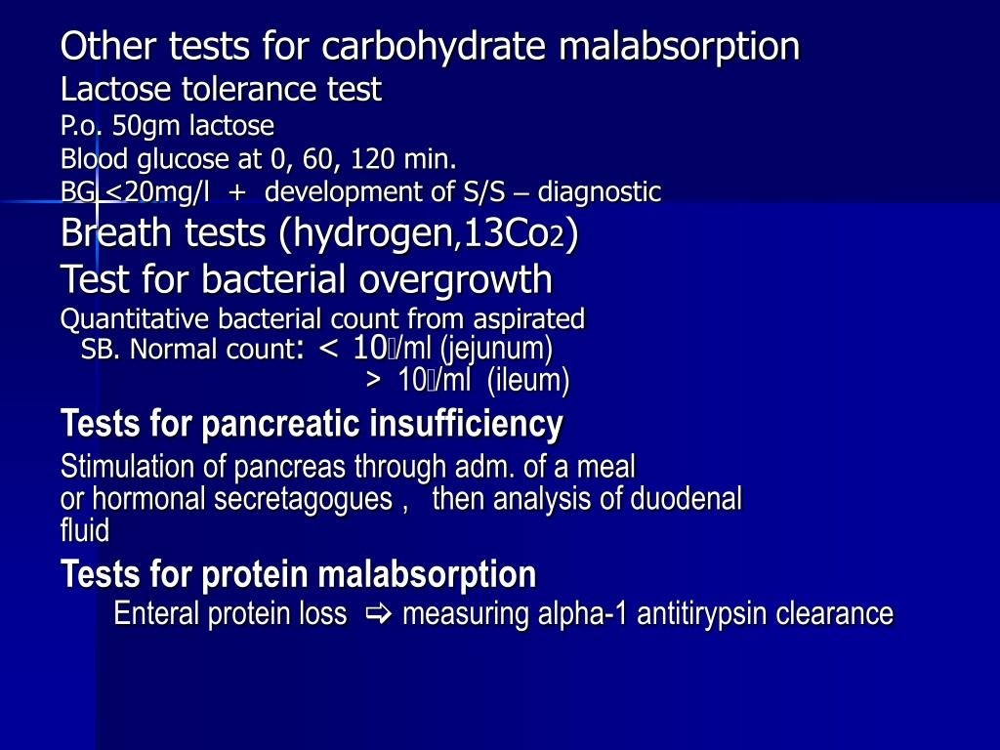 Other tests for carbohydrate malabsorption
Lactose tolerance test
P.o. 50gm lactose
Blood glucose at 0, 60, 120 min.
BG <20mg/l + development of S/S – diagnostic
Breath tests (hydrogen,13Co2)
Test for bacterial overgrowth
Quantitative bacterial count from aspirated
SB. Normal count: < 10▯/ml (jejunum)
> 10▯/ml (ileum)
Tests for pancreatic insufficiency
Stimulation of pancreas through adm. of a meal
or hormonal secretagogues , then analysis of duodenal
fluid
Tests for protein malabsorption
Enteral protein loss ⇨ measuring alpha-1 antitirypsin clearance